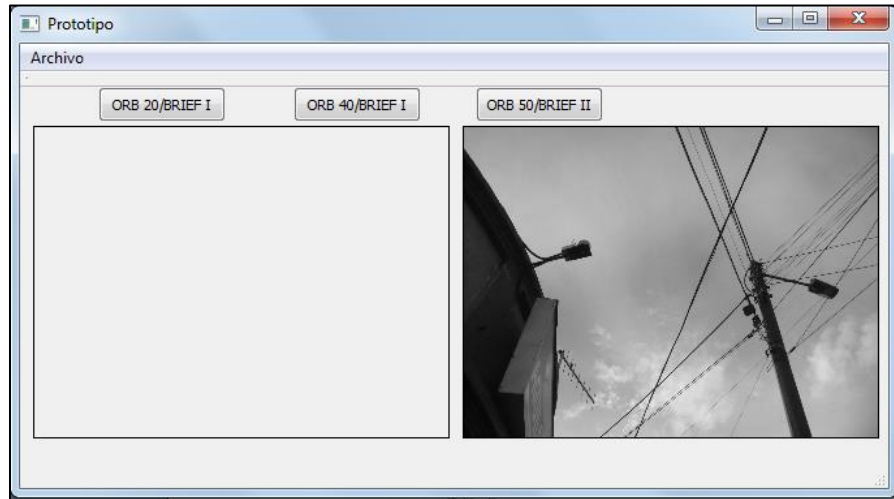 Prototipo
Archivo
ORB 20/BRIEF I ORB 40/BRIEF I ORB 50/BRIEF II